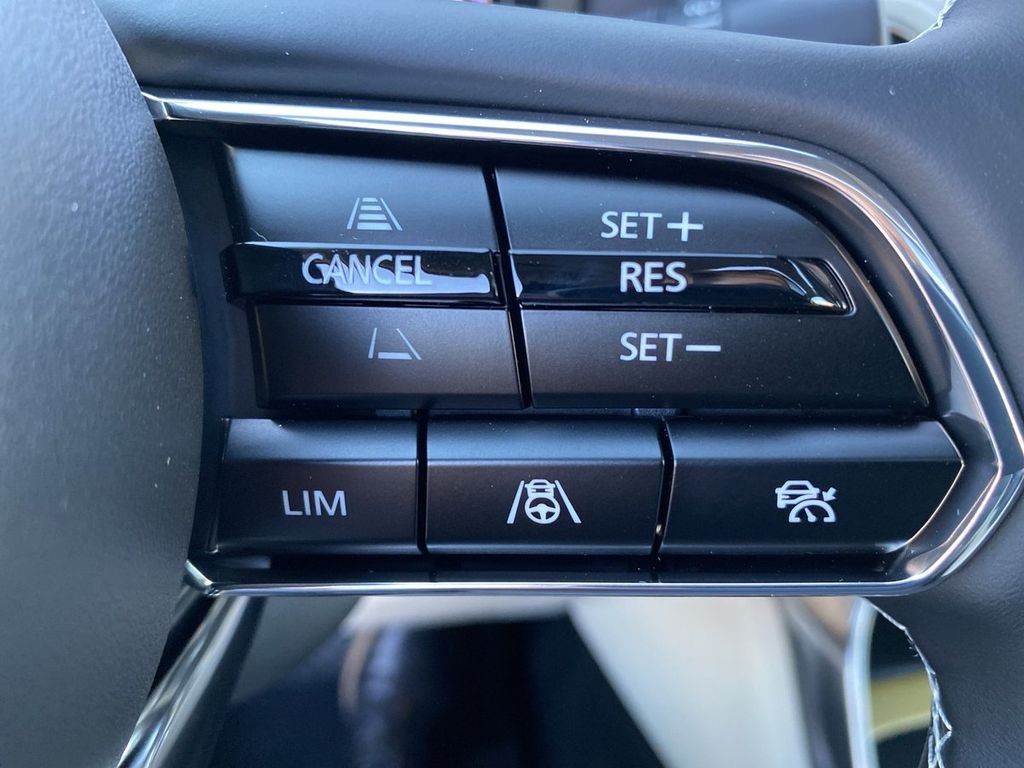 SET+
CANCEL
RES
SET-
LIM